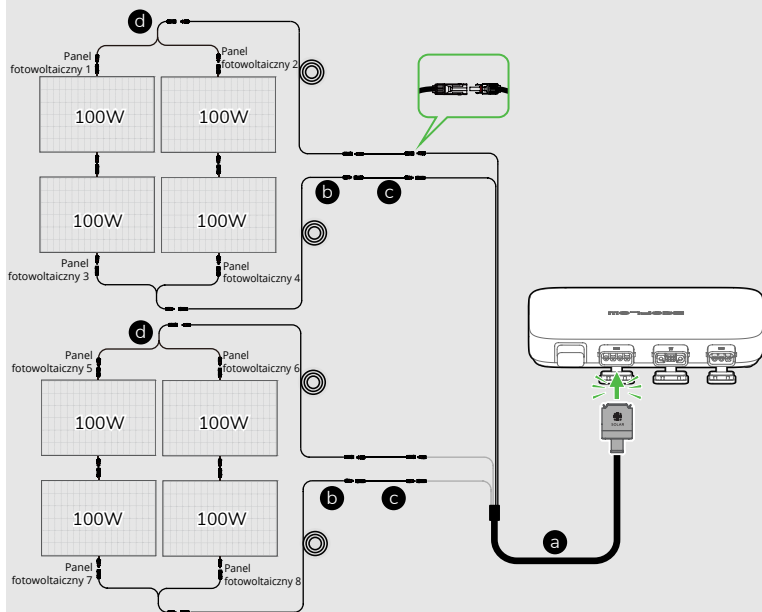 d
Panel
fotowoltaiczny 1
Panel
fotowoltaiczny 2
100W
100W
b
c
100W
100W
Panel
fotowoltaiczny 3
Panel
fotowoltaiczny 4
d
Panel
fotowoltaiczny 5
Panel
fotowoltaiczny 6
SOLAR
100W
100W
b
c
100W
100W
a
Panel
fotowoltaiczny 7
Panel
fotowoltaiczny 8